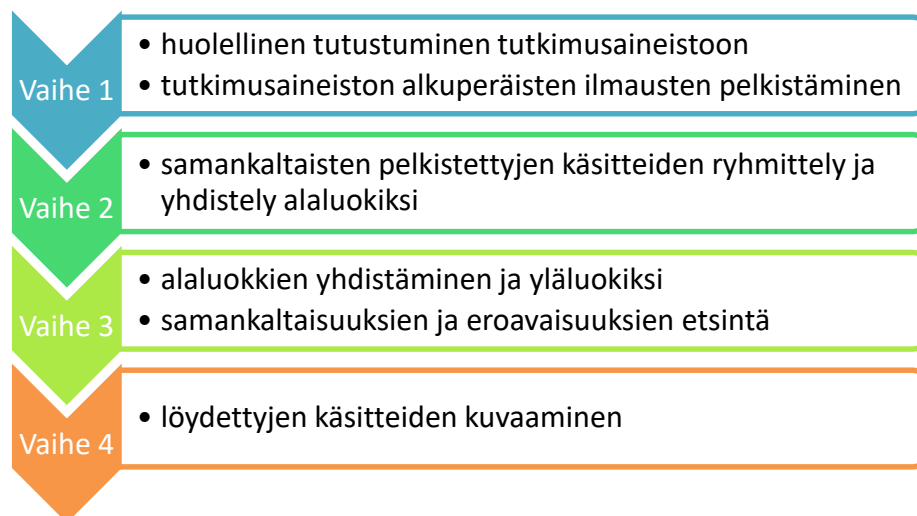 Vaihe 1
• huolellinen tutustuminen tutkimusaineistoon
• tutkimusaineiston alkuperäisten ilmausten pelkistäminen
Vaihe 2
• samankaltaisten pelkistettyjen käsitteiden ryhmittely ja
yhdistely alaluokiksi
Vaihe 3
• alaluokkien yhdistäminen ja yläluokiksi
• samankaltaisuuksien ja eroavaisuuksien etsintä
Vaihe 4
• löydettyjen käsitteiden kuvaaminen